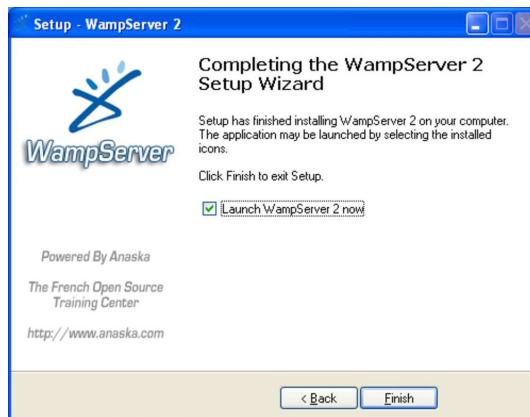 Setup - WampServer 2
Completing the WampServer 2
Setup Wizard
Setup has finished installing WampServer 2 on your computer.
The application may be launched by selecting the installed
icons.
Click Finish to exit Setup.
Launch WampServer 2 now
WampServer
Powered By Anaska
The French Open Source
Training Center
http://www.anaska.com
< Back
Finish